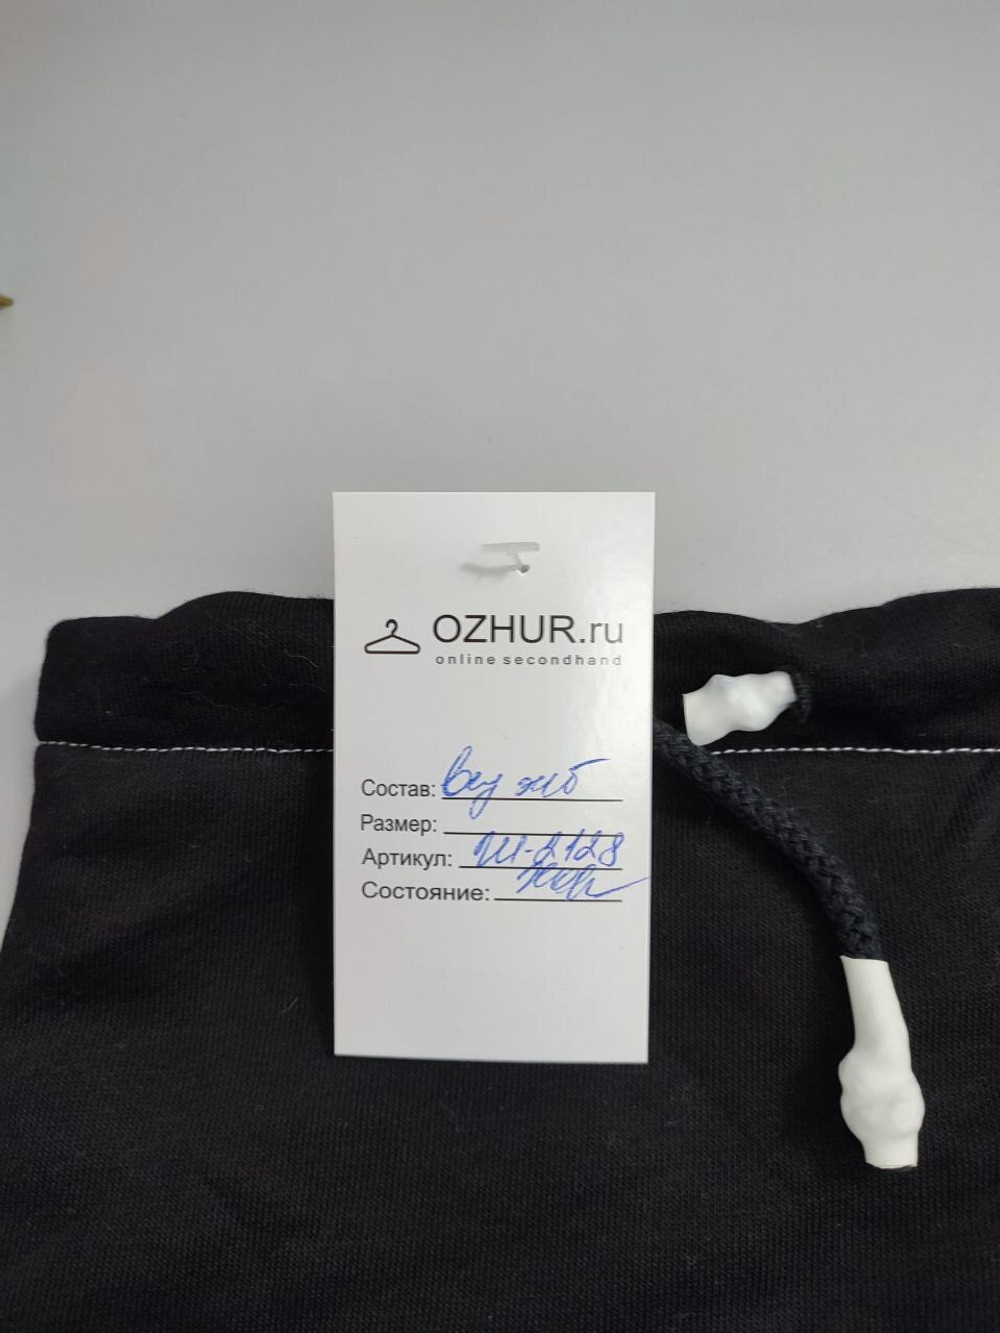 OZHUR.ru
online secondhand
Состав:
Размер:
Артикул: Ш-2128
Состояние: